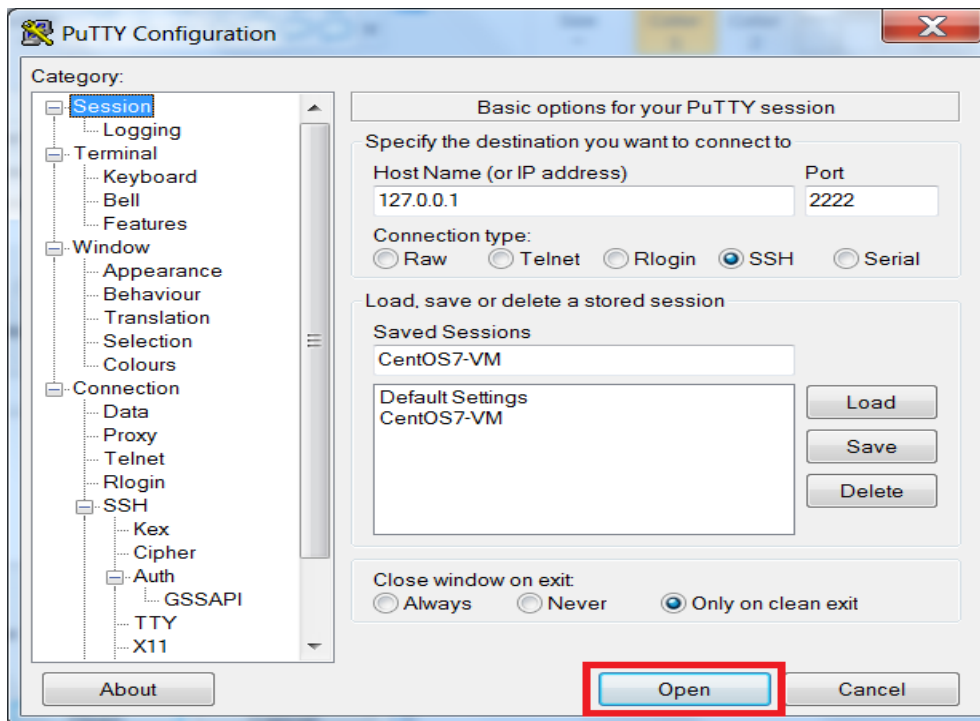 PuTTY Configuration
Category:
Session
Logging
Terminal
Keyboard
Bell
Features
Window
Appearance
Behaviour
Translation
Selection
Colours
Connection
Data
Proxy
Telnet
Rlogin
SSH
Kex
Cipher
Auth
GSSAPI
TTY
X11
Basic options for your PuTTY session
Specify the destination you want to connect to
Host Name (or IP address) Port
127.0.0.1 2222
Connection type:
Raw Telnet Rlogin SSH Serial
Load, save or delete a stored session
Saved Sessions
CentOS7-VM
Default Settings
CentOS7-VM
Load
Save
Delete
Close window on exit:
Always Never Only on clean exit
About Open Cancel